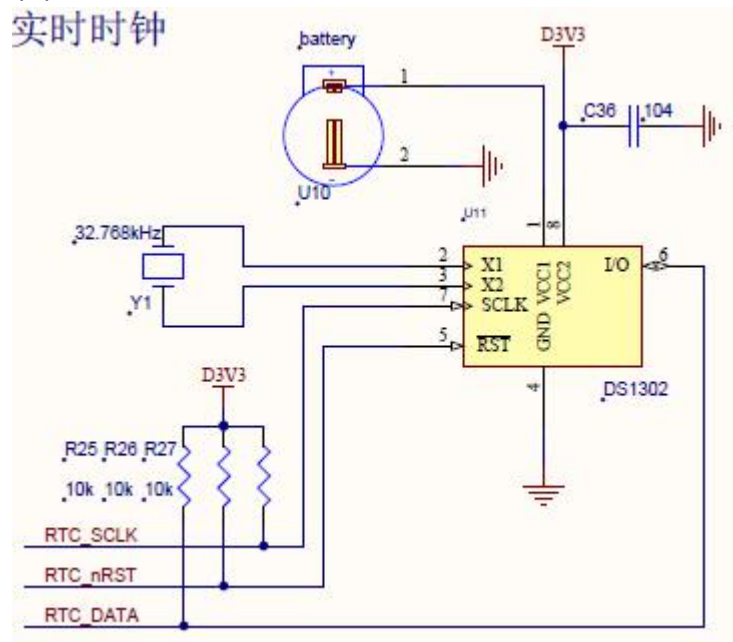 实时时钟
battery
D3V3
1
C36 104
2
U10
U11
1 8
32.768kHz
2 X1
3 X2
7 SCLK
5 RST
GND VCC1 VCC2
I/O 6
Y1
4
DS1302
D3V3
R25 R26 R27
10k 10k 10k
RTC_SCLK
RTC_nRST
RTC_DATA